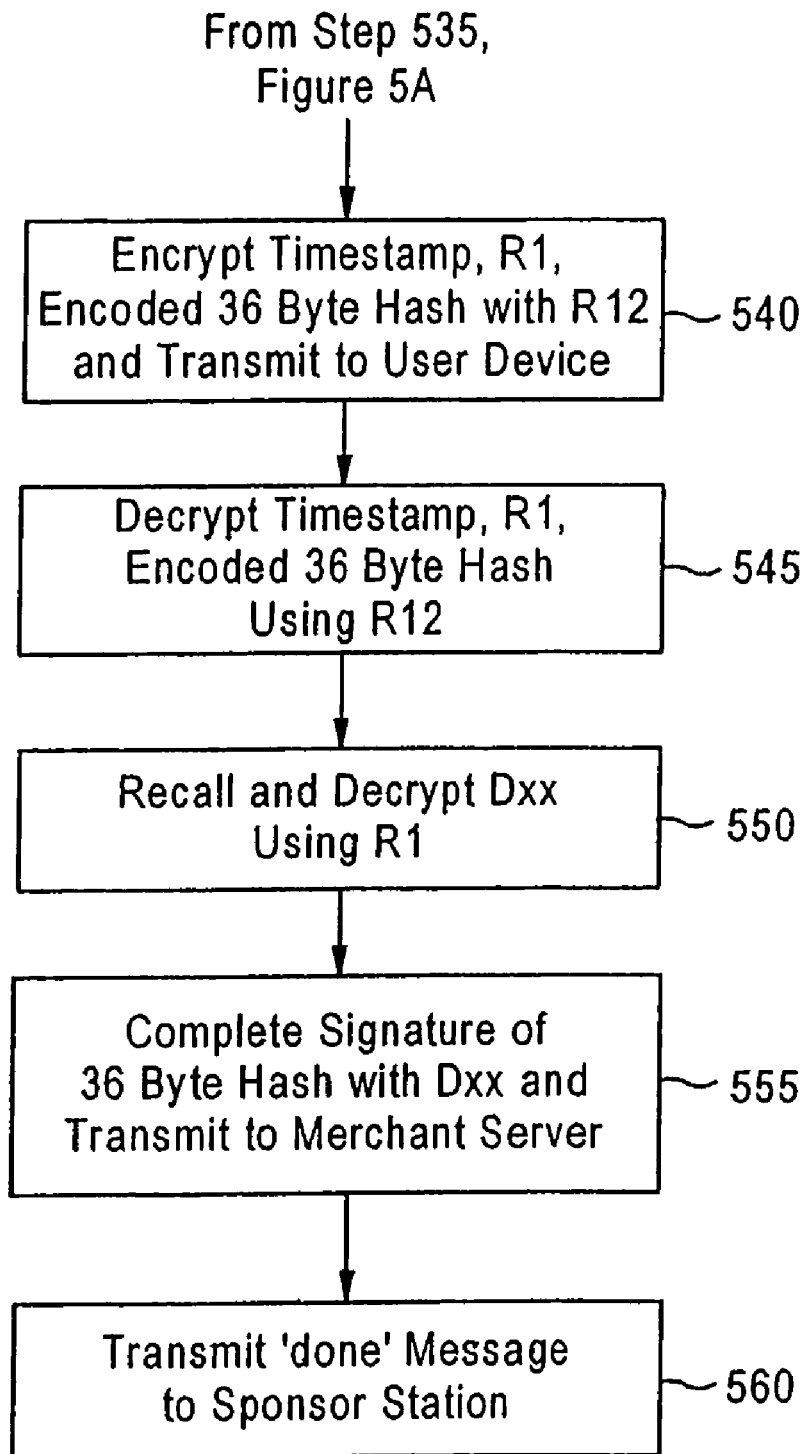 From Step 535,
Figure 5A
Encrypt Timestamp, R1,
Encoded 36 Byte Hash with R12
and Transmit to User Device
540
Decrypt Timestamp, R1,
Encoded 36 Byte Hash
Using R12
545
Recall and Decrypt Dxx
Using R1
550
Complete Signature of
36 Byte Hash with Dxx and
Transmit to Merchant Server
555
Transmit 'done' Message
to Sponsor Station
560